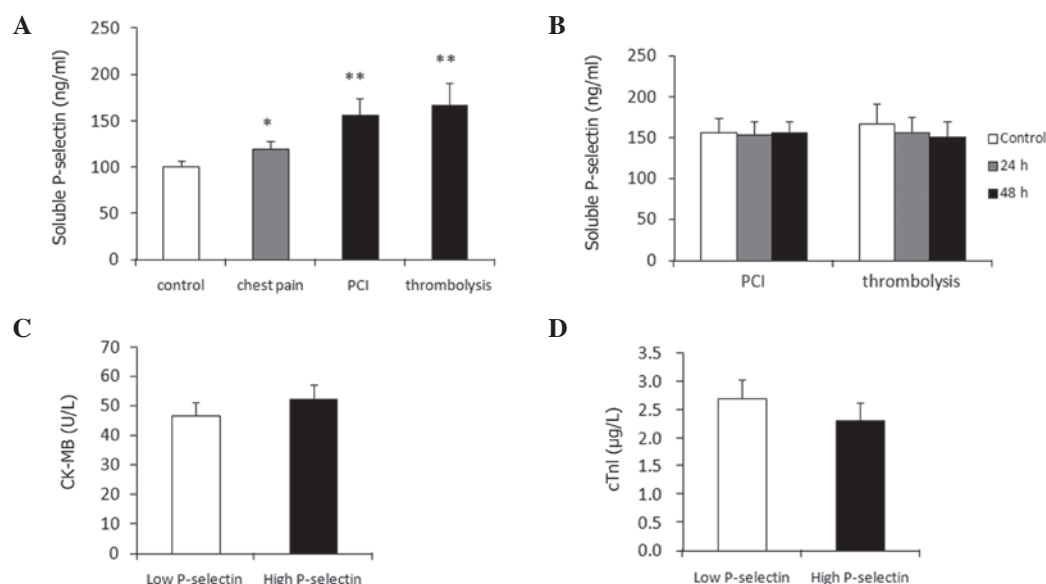 A
Soluble P-selectin (ng/ml)
250
200
150
100
50
0
*
**
**
control chest pain PCI thrombolysis
B
Soluble P-selectin (ng/ml)
250
200
150
100
50
0
PCI thrombolysis
Control
24 h
48 h
C
CK-MB (U/L)
70
60
50
40
30
20
10
0
Low P-selectin High P-selectin
D
cTnI (µg/L)
3.5
3.0
2.5
2.0
1.5
1.0
0.5
0.0
Low P-selectin High P-selectin